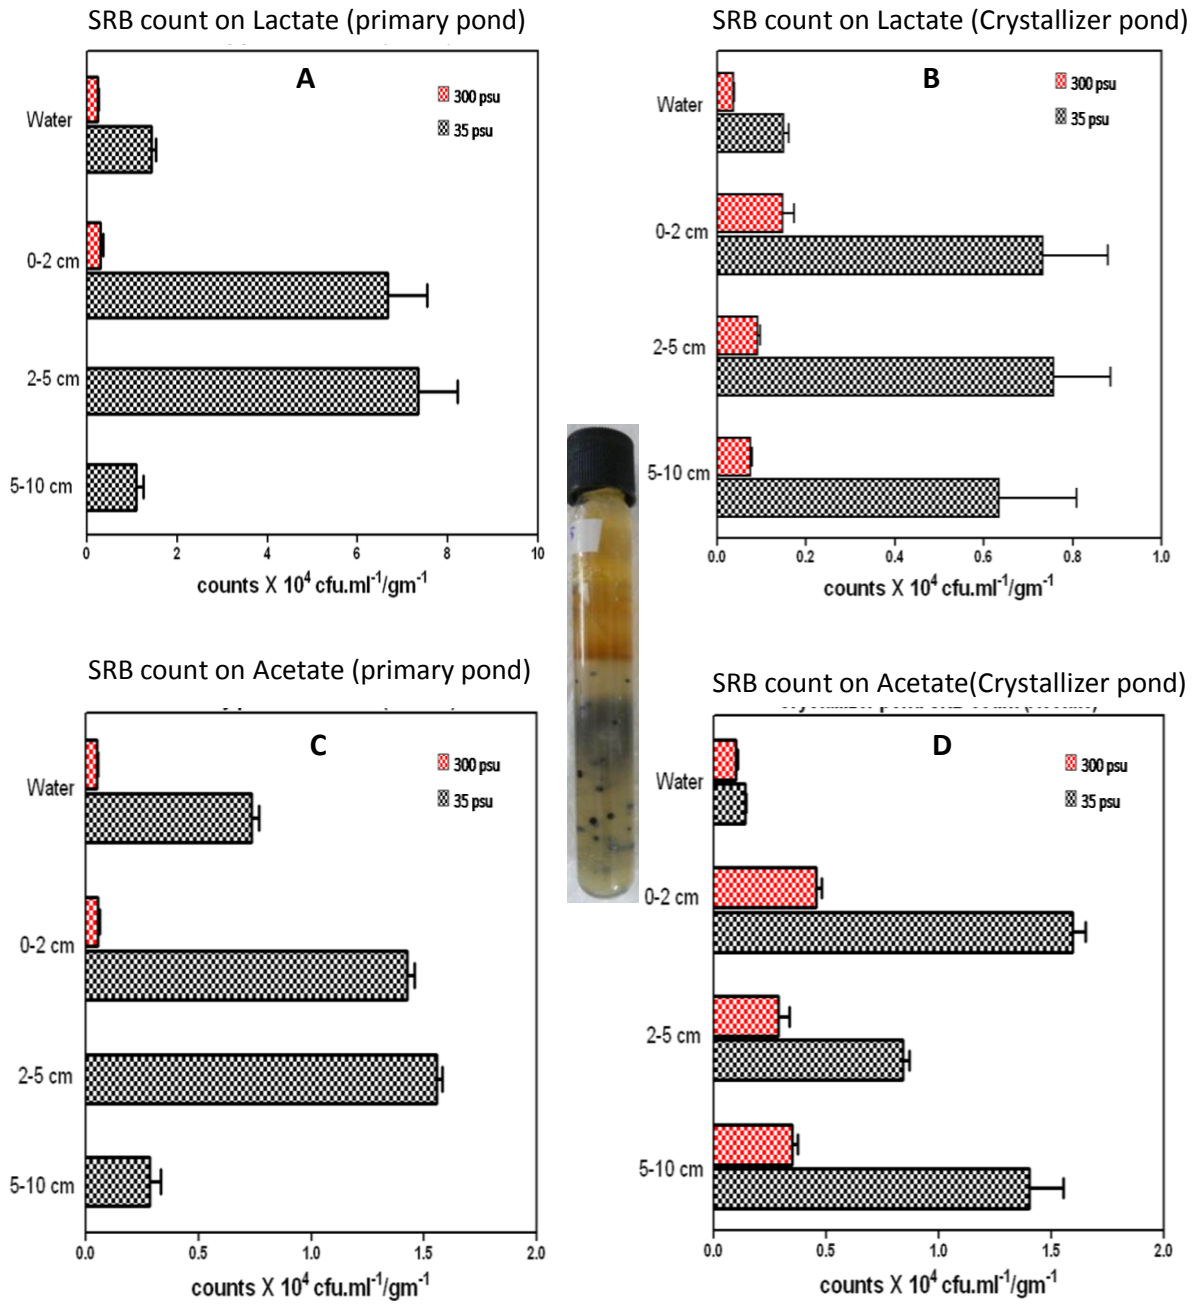 SRB count on Lactate (primary pond)
A
300 psu
35 psu
Water
0-2 cm
2-5 cm
5-10 cm
0 2 4 6 8 10
counts X 10⁴ cfu.ml⁻¹/gm⁻¹
SRB count on Lactate (Crystallizer pond)
B
300 psu
35 psu
Water
0-2 cm
2-5 cm
5-10 cm
0.0 0.2 0.4 0.6 0.8 1.0
counts X 10⁴ cfu.ml⁻¹/gm⁻¹
SRB count on Acetate (primary pond)
C
300 psu
35 psu
Water
0-2 cm
2-5 cm
5-10 cm
0.0 0.5 1.0 1.5 2.0
counts X 10⁴ cfu.ml⁻¹/gm⁻¹
SRB count on Acetate(Crystallizer pond)
D
300 psu
35 psu
Water
0-2 cm
2-5 cm
5-10 cm
0.0 0.5 1.0 1.5 2.0
counts X 10⁴ cfu.ml⁻¹/gm⁻¹